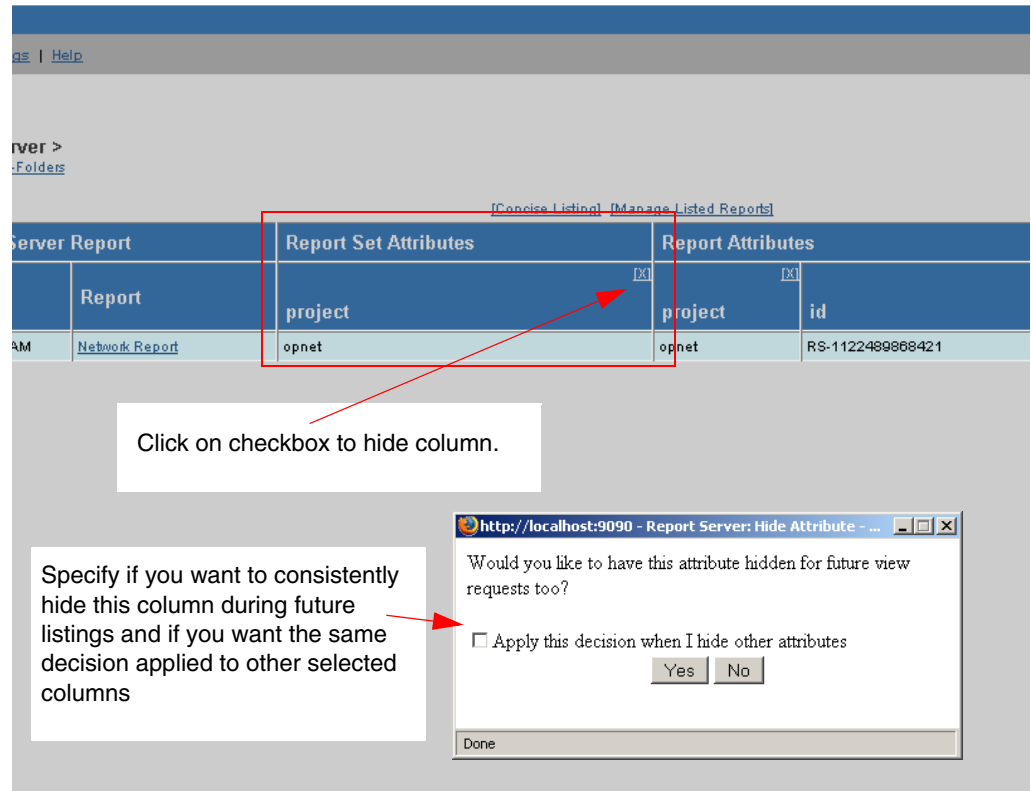 gs | Help
rver >
-Folders
[Concise Listing] [Manage Listed Reports]
Server Report Report Set Attributes Report Attributes
[X] [X]
Report project project id
AM Network Report opnet opnet RS-1122489868421
Click on checkbox to hide column.
http://localhost:9090 - Report Server: Hide Attribute - ...
Would you like to have this attribute hidden for future view
requests too?
Apply this decision when I hide other attributes
Yes No
Done
Specify if you want to consistently
hide this column during future
listings and if you want the same
decision applied to other selected
columns